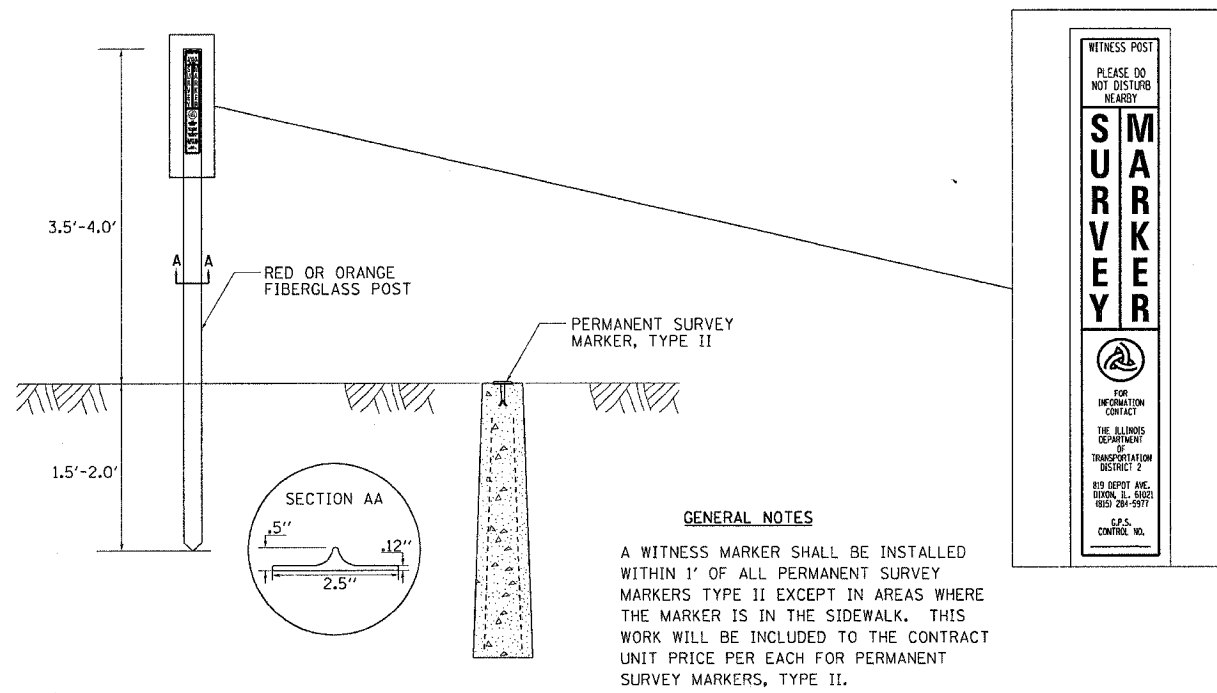 3.5'-4.0'
A A
RED OR ORANGE
FIBERGLASS POST
PERMANENT SURVEY
MARKER, TYPE II
1.5'-2.0'
SECTION AA
.5"
.12"
2.5"
GENERAL NOTES
A WITNESS MARKER SHALL BE INSTALLED
WITHIN 1' OF ALL PERMANENT SURVEY
MARKERS TYPE II EXCEPT IN AREAS WHERE
THE MARKER IS IN THE SIDEWALK. THIS
WORK WILL BE INCLUDED TO THE CONTRACT
UNIT PRICE PER EACH FOR PERMANENT
SURVEY MARKERS, TYPE II.
WITNESS POST
PLEASE DO
NOT DISTURB
NEARBY
SURVEY
MARKER
FOR
INFORMATION
CONTACT
THE ILLINOIS
DEPARTMENT
OF
TRANSPORTATION
DISTRICT 2
819 DEPOT AVE.
DIXON, IL. 61021
(815) 284-5977
G.P.S.
CONTROL NO.